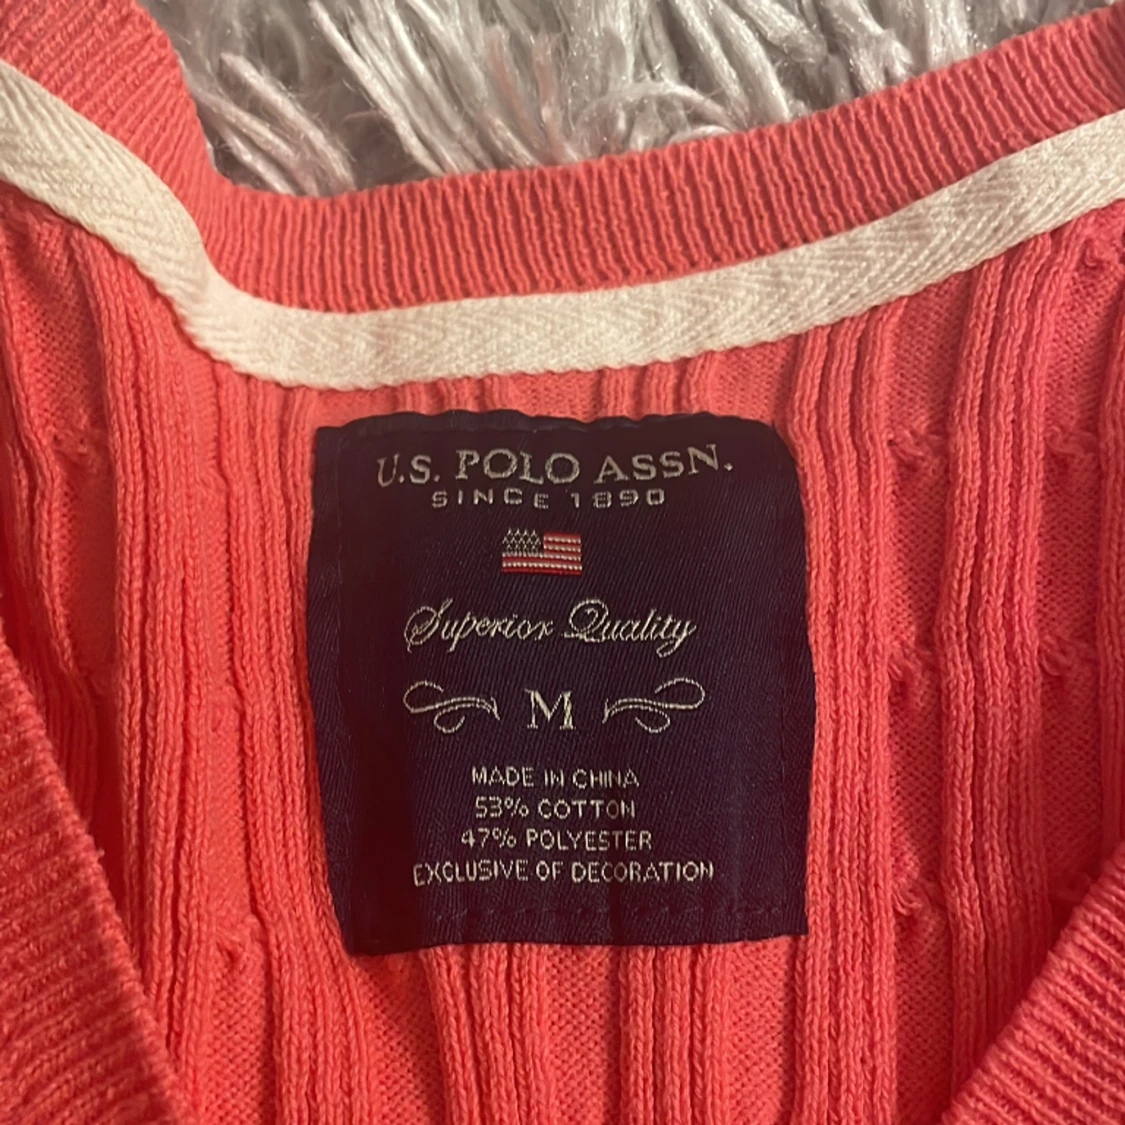 U.S. POLO ASSN.
SINCE 1890
Superior Quality
M
MADE IN CHINA
53% COTTON
47% POLYESTER
EXCLUSIVE OF DECORATION